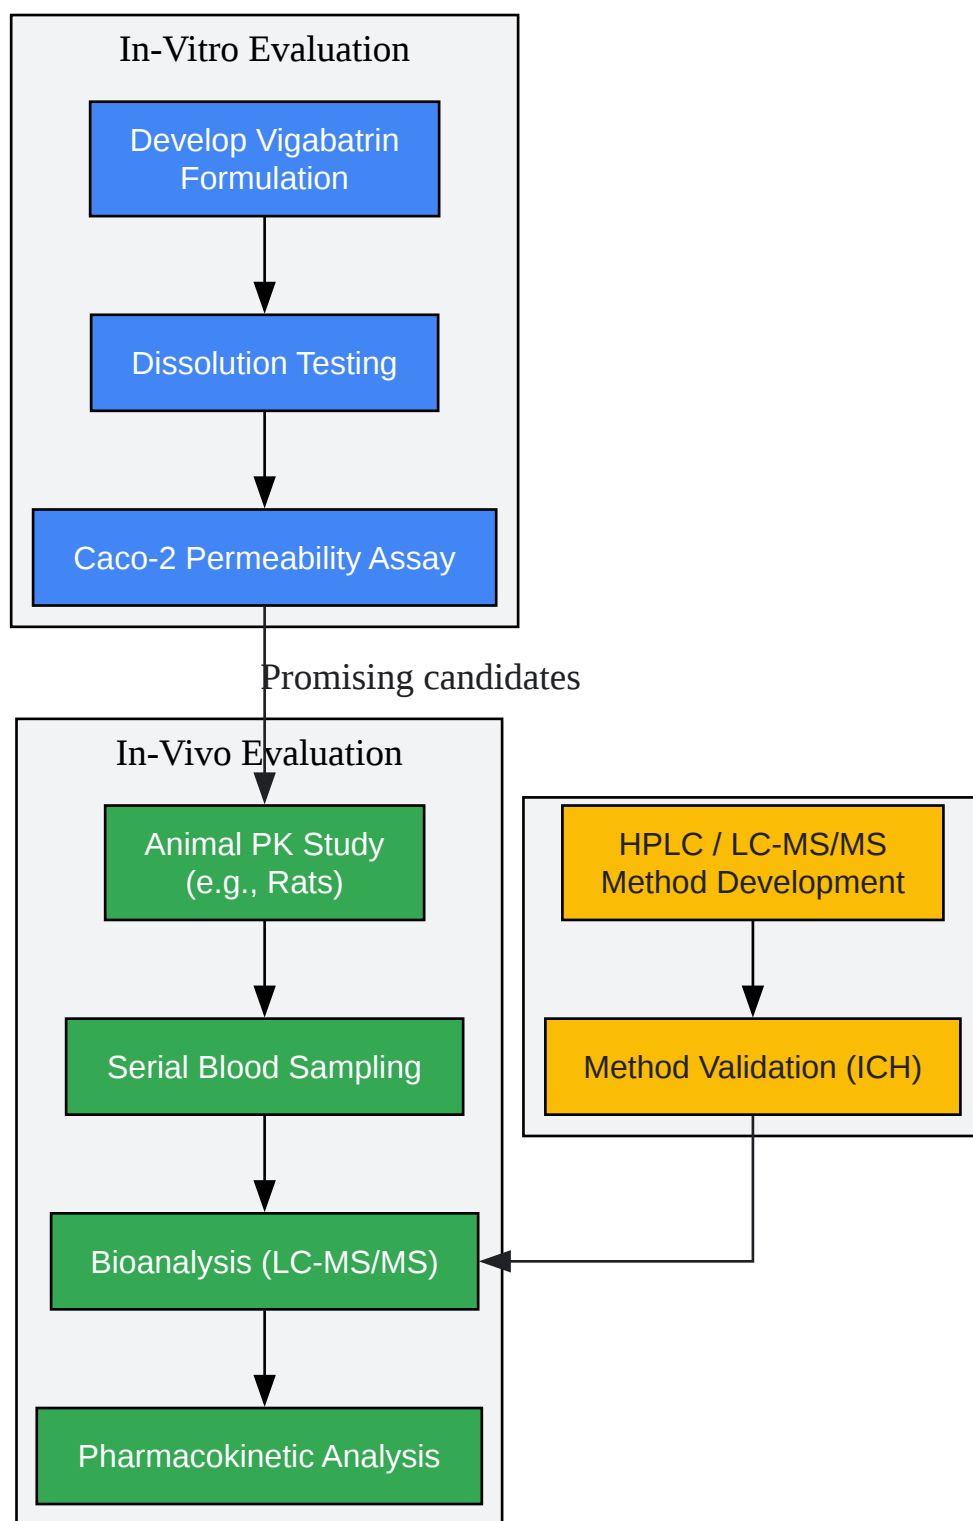 In-Vitro Evaluation
Develop Vigabatrin
Formulation
Dissolution Testing
Caco-2 Permeability Assay
Promising candidates
In-Vivo Evaluation
Animal PK Study
(e.g., Rats)
Serial Blood Sampling
Bioanalysis (LC-MS/MS)
Pharmacokinetic Analysis
HPLC / LC-MS/MS
Method Development
Method Validation (ICH)